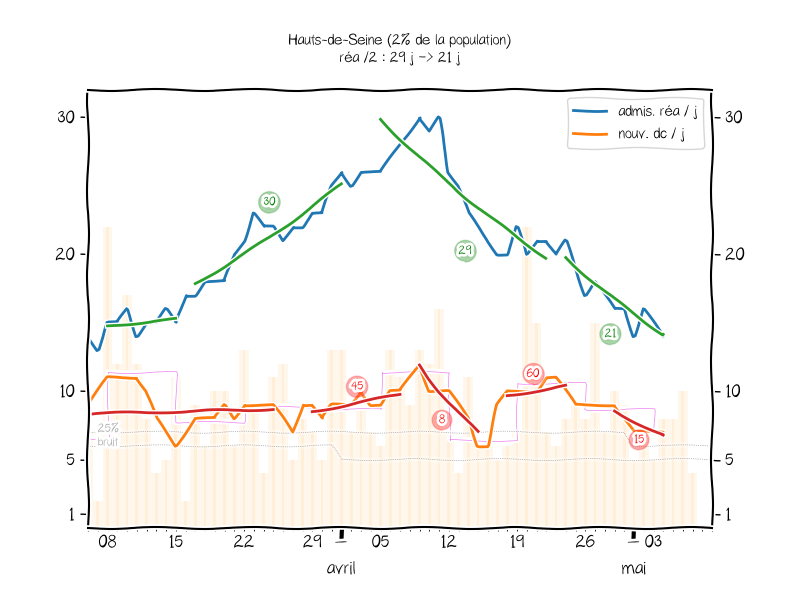 Hauts-de-Seine (2% de la population)
réa /2 : 29 j -> 21 j
admis. réa / j
nouv. dc / j
30
30
30
20
20
29
21
10
10
45
60
8
15
25%
bruit
5
5
1
1
08 15 22 29 05 12 19 26 03
avril mai